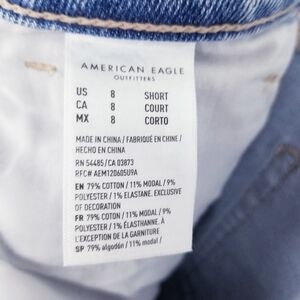 AMERICAN EAGLE
OUTFITTERS
US 8 SHORT
CA 8 COURT
MX 8 CORTO
MADE IN CHINA / FABRIQUÉ EN CHINE /
HECHO EN CHINA
RN 54485/CA 03873
RFC# AEM120605U9A
EN 79% COTTON / 11% MODAL / 9%
POLYESTER / 1% ELASTANE. EXCLUSIVE
OF DECORATION
FR 79% COTON / 11% MODAL / 9%
POLYESTER / 1% ÉLASTHANNE. À
L'EXCEPTION DE LA GARNITURE
SP 79% algodón / 11% modal /